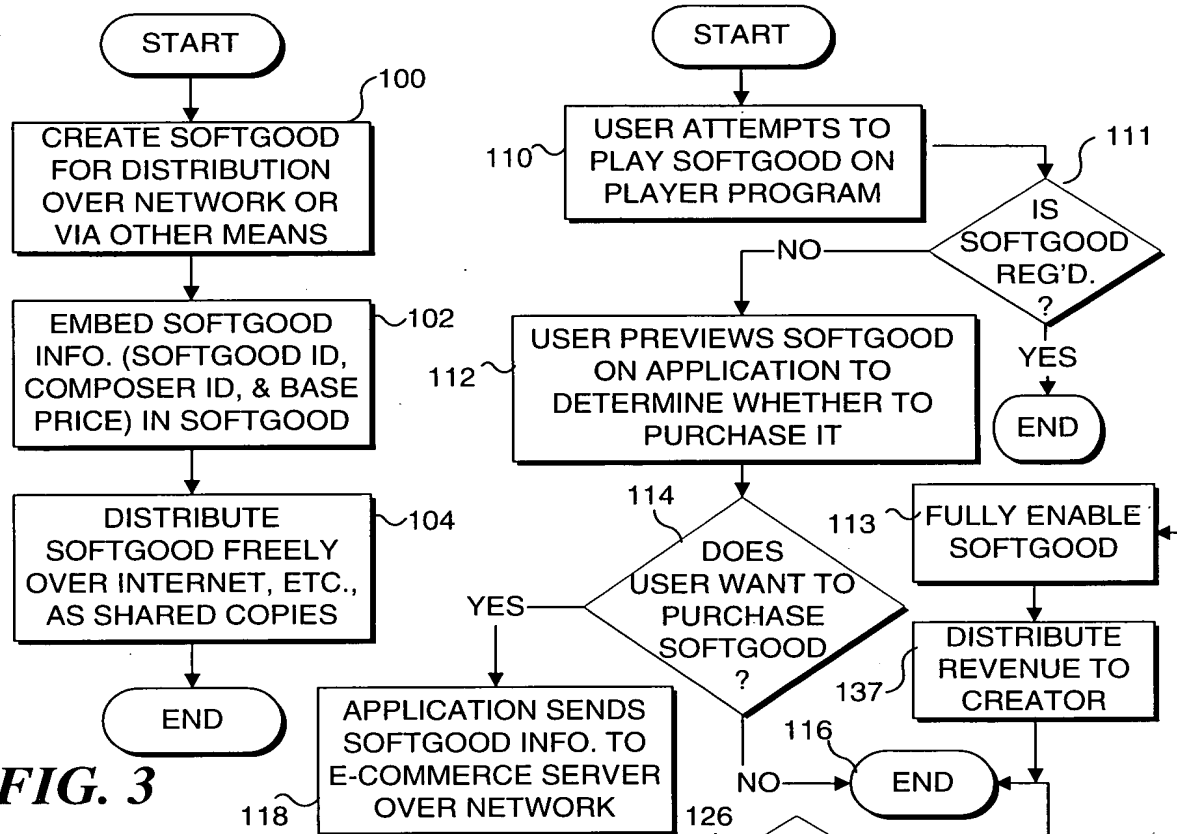 START
100
CREATE SOFTGOOD
FOR DISTRIBUTION
OVER NETWORK OR
VIA OTHER MEANS
EMBED SOFTGOOD
INFO. (SOFTGOOD ID,
COMPOSER ID, & BASE
PRICE) IN SOFTGOOD
102
DISTRIBUTE
SOFTGOOD FREELY
OVER INTERNET, ETC.,
AS SHARED COPIES
104
END
FIG. 3
START
110
USER ATTEMPTS TO
PLAY SOFTGOOD ON
PLAYER PROGRAM
111
IS
SOFTGOOD
REG'D.
?
NO
YES
END
112
USER PREVIEWS SOFTGOOD
ON APPLICATION TO
DETERMINE WHETHER TO
PURCHASE IT
114
DOES
USER WANT TO
PURCHASE
SOFTGOOD
?
YES
NO
118
APPLICATION SENDS
SOFTGOOD INFO. TO
E-COMMERCE SERVER
OVER NETWORK
113
FULLY ENABLE
SOFTGOOD
137
DISTRIBUTE
REVENUE TO
CREATOR
116
END
126